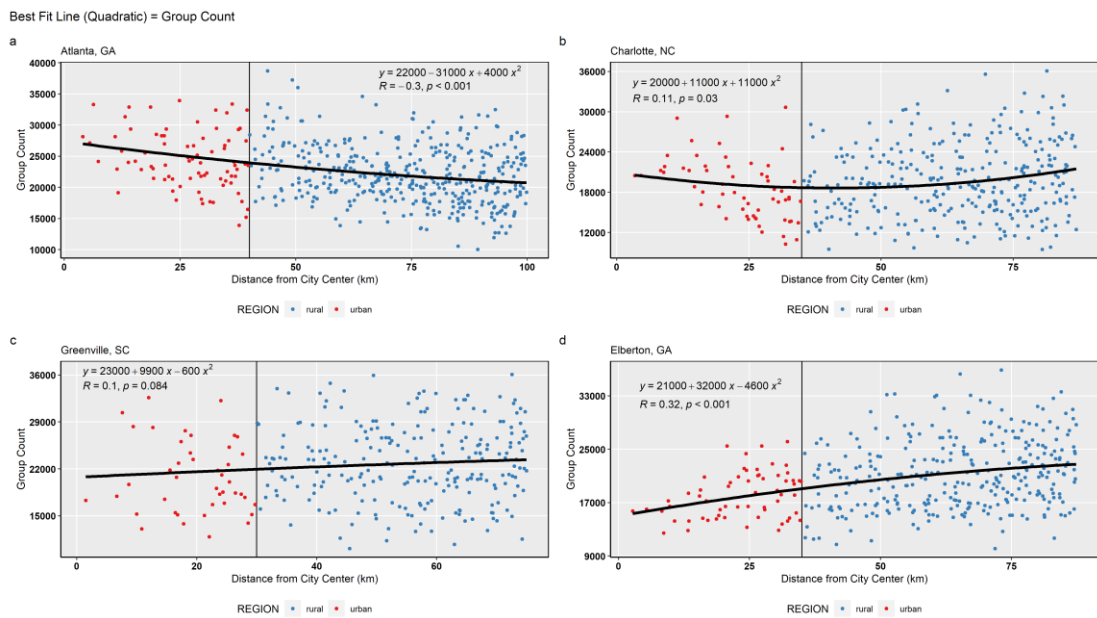 Best Fit Line (Quadratic) = Group Count
a
Atlanta, GA
40000
35000
30000
25000
20000
15000
10000
Group Count
y = 22000 − 31000 x + 4000 x²
R = − 0.3, p < 0.001
0 25 50 75 100
Distance from City Center (km)
REGION rural urban
b
Charlotte, NC
36000
30000
24000
18000
12000
Group Count
y = 20000 + 11000 x + 11000 x²
R = 0.11, p = 0.03
0 25 50 75
Distance from City Center (km)
REGION rural urban
c
Greenville, SC
36000
29000
22000
15000
Group Count
y = 23000 + 9900 x − 600 x²
R = 0.1, p = 0.084
0 20 40 60
Distance from City Center (km)
REGION rural urban
d
Elberton, GA
33000
25000
17000
9000
Group Count
y = 21000 + 32000 x − 4600 x²
R = 0.32, p < 0.001
0 25 50 75
Distance from City Center (km)
REGION rural urban